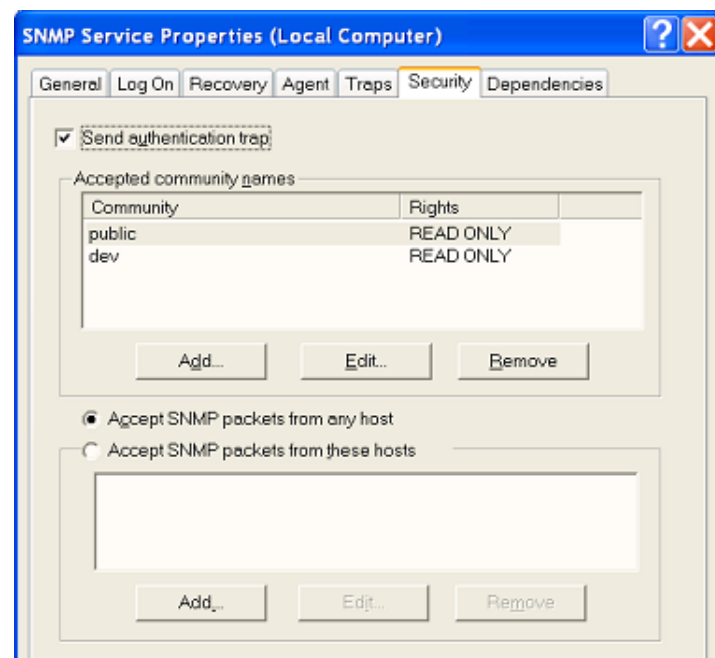 SNMP Service Properties (Local Computer)
General Log On Recovery Agent Traps Security Dependencies
Send authentication trap
Accepted community names
Community Rights
public READ ONLY
dev READ ONLY
Add... Edit... Remove
Accept SNMP packets from any host
Accept SNMP packets from these hosts
Add... Edit... Remove